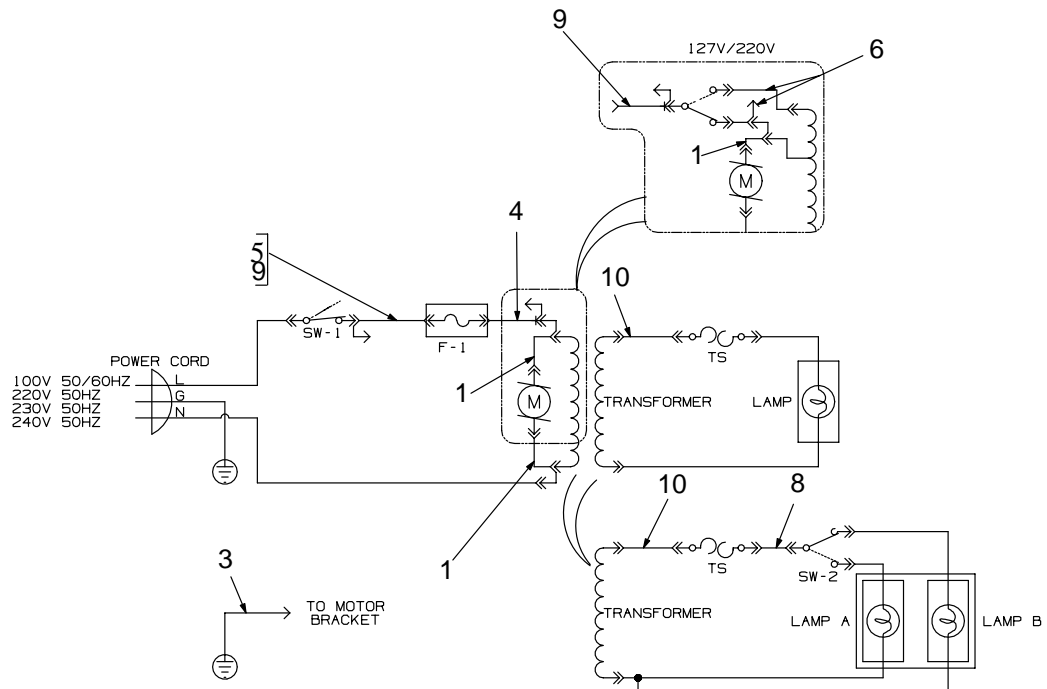 9
127V/220V
6
1
4
5
9
10
SW-1
F-1
TS
POWER CORD
100V 50/60HZ
220V 50HZ
230V 50HZ
240V 50HZ
L
G
N
1
M
M
TRANSFORMER
LAMP
1
10
8
TS
SW-2
3
TO MOTOR
BRACKET
TRANSFORMER
LAMP A
LAMP B